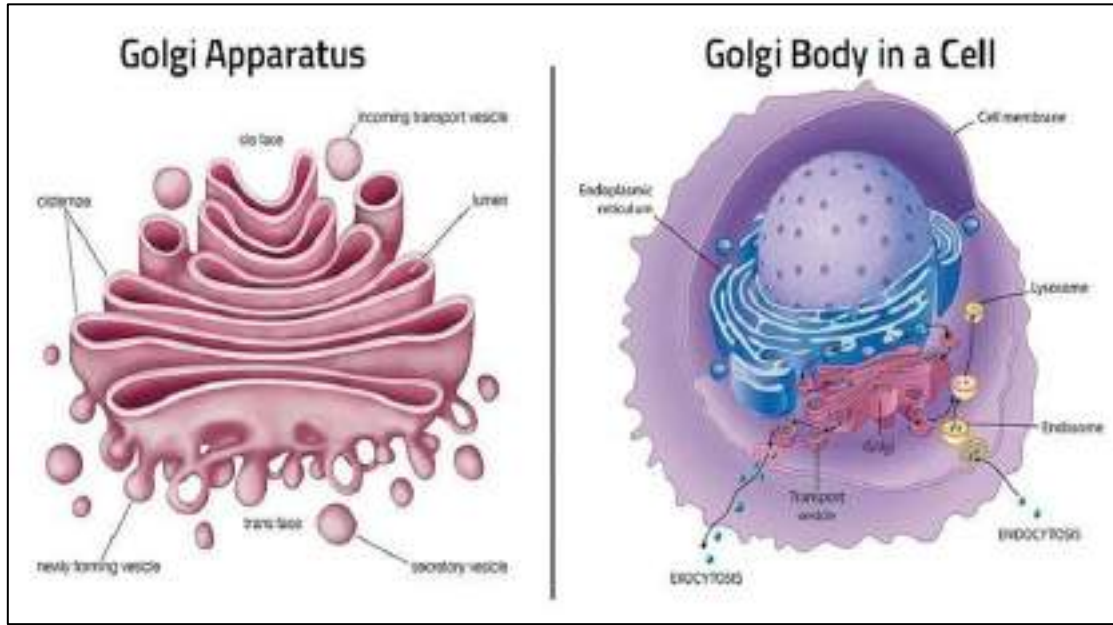 Golgi Apparatus
incoming transport vesicle
cis face
cisternae
lumen
trans face
newly forming vesicle
secretory vesicle
Golgi Body in a Cell
Cell membrane
Endoplasmic
reticulum
Lysosome
Endosome
Golgi
Transport
vesicle
ENDOCYTOSIS
EXOCYTOSIS